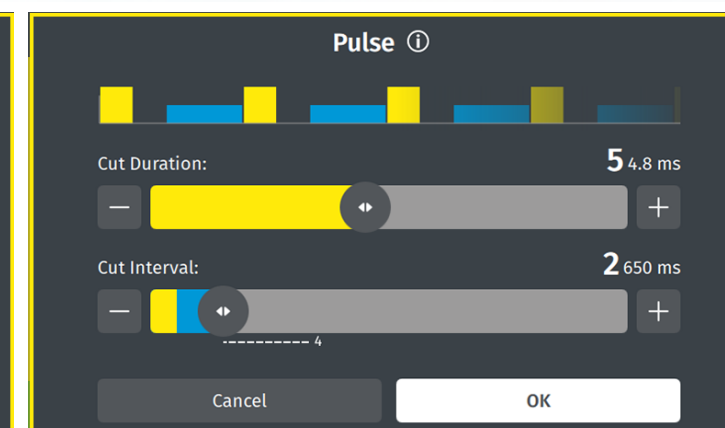 Pulse ⓘ
Cut Duration:
5 4.8 ms
Cut Interval:
2 650 ms
4
Cancel
OK